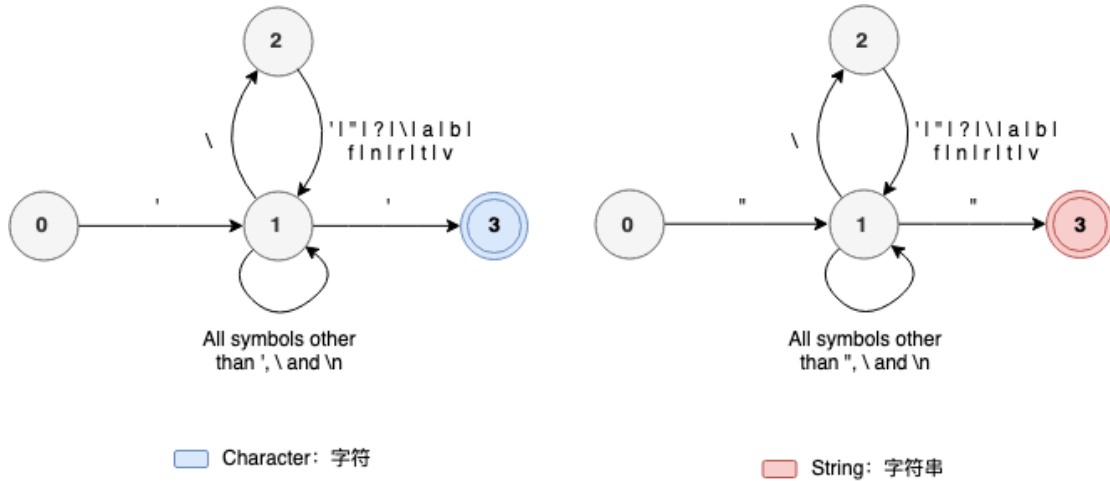 2
\
' | " | ? | \ | a | b |
f | n | r | t | v
0
'
1
'
3
All symbols other
than ', \ and \n
Character: 字符
2
\
' | " | ? | \ | a | b |
f | n | r | t | v
0
"
1
"
3
All symbols other
than ", \ and \n
String: 字符串